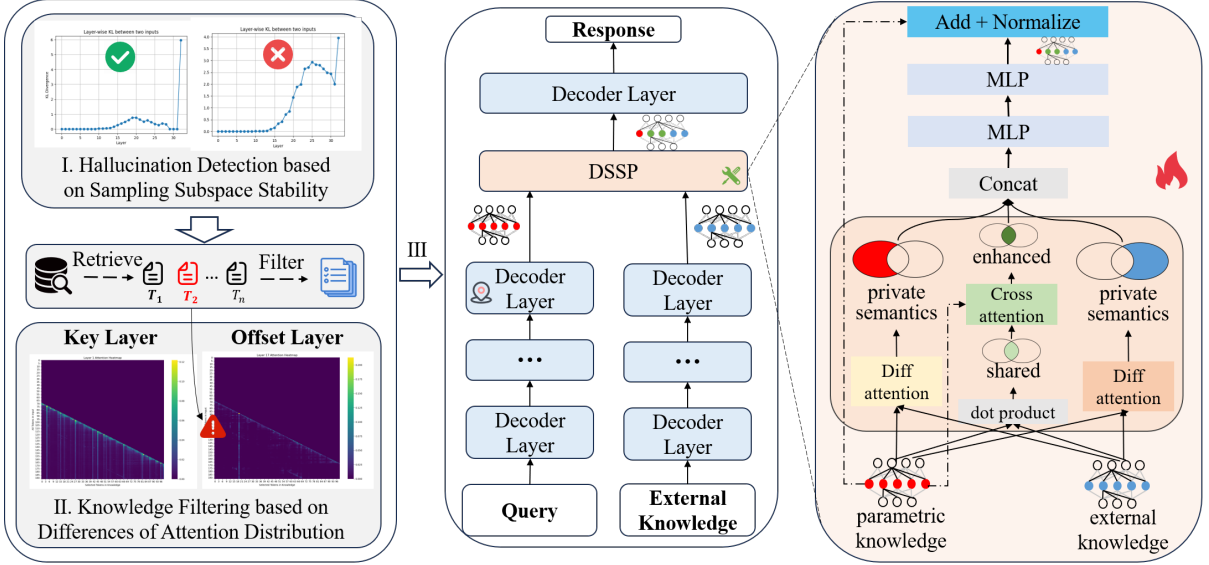 Layer-wise KL between two inputs
Layer-wise KL between two inputs
KL Divergence
Layer
I. Hallucination Detection based
on Sampling Subspace Stability
Retrieve
Filter
T1
T2
...
Tn
Key Layer
Offset Layer
II. Knowledge Filtering based on
Differences of Attention Distribution
III
Response
Decoder Layer
DSSP
Decoder
Layer
Decoder
Layer
...
...
Decoder
Layer
Decoder
Layer
Query
External
Knowledge
Add + Normalize
MLP
MLP
Concat
enhanced
private
semantics
Cross
attention
private
semantics
shared
Diff
attention
Diff
attention
dot product
parametric
knowledge
external
knowledge